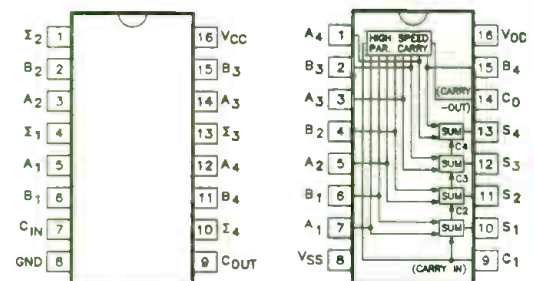 Σ2 1 16 VCC
B2 2 15 B3
A2 3 14 A3
Σ1 4 13 Σ3
A1 5 12 A4
B1 6 11 B4
CIN 7 10 Σ4
GND 8 9 COUT
A4 1 HIGH SPEED 16 VDD
PAR. CARRY
B3 2 15 B4
A3 3 (CARRY 14 CO
-OUT)
B2 4 SUM 13 S4
C4
A2 5 SUM 12 S3
C3
B1 6 SUM 11 S2
C2
A1 7 SUM 10 S1
VSS 8 (CARRY IN) 9 C1